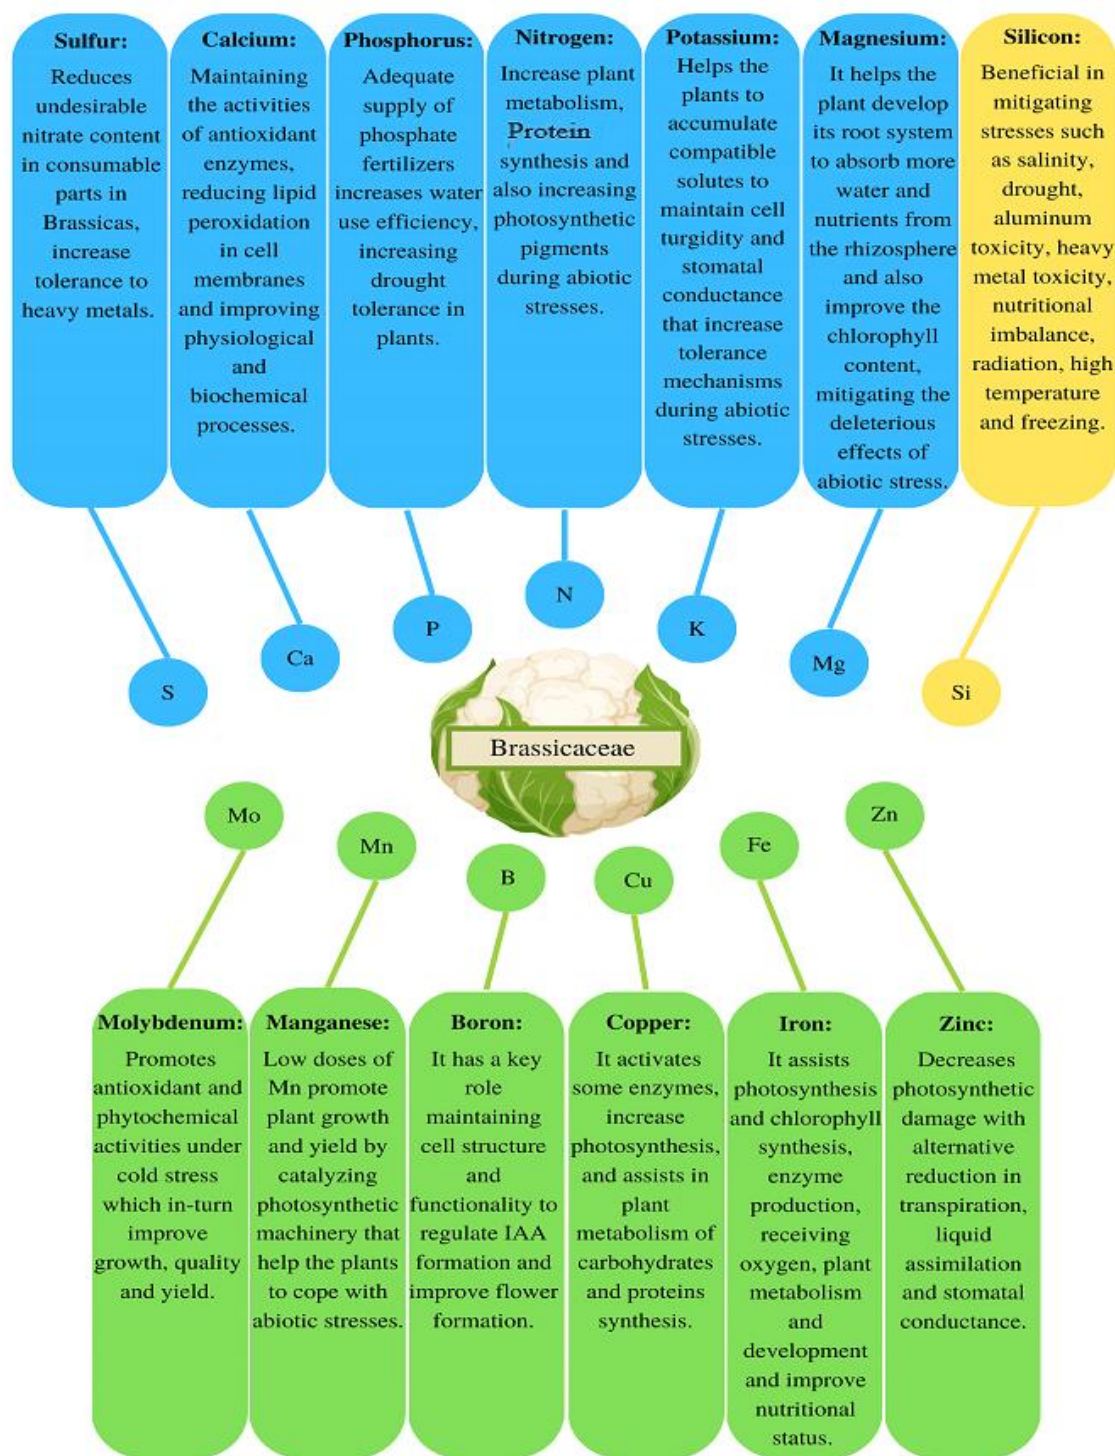 Sulfur:
Reduces
undesirable
nitrate content
in consumable
parts in
Brassicas,
increase
tolerance to
heavy metals.
Calcium:
Maintaining
the activities
of antioxidant
enzymes,
reducing lipid
peroxidation
in cell
membranes
and improving
physiological
and
biochemical
processes.
Phosphorus:
Adequate
supply of
phosphate
fertilizers
increases water
use efficiency,
increasing
drought
tolerance in
plants.
Nitrogen:
Increase plant
metabolism,
Protein
synthesis and
also increasing
photosynthetic
pigments
during abiotic
stresses.
Potassium:
Helps the
plants to
accumulate
compatible
solutes to
maintain cell
turgidity and
stomatal
conductance
that increase
tolerance
mechanisms
during abiotic
stresses.
Magnesium:
It helps the
plant develop
its root system
to absorb more
water and
nutrients from
the rhizosphere
and also
improve the
chlorophyll
content,
mitigating the
deleterious
effects of
abiotic stress.
Silicon:
Beneficial in
mitigating
stresses such
as salinity,
drought,
aluminum
toxicity, heavy
metal toxicity,
nutritional
imbalance,
radiation, high
temperature
and freezing.
S
Ca
P
N
K
Mg
Si
Brassicaceae
Mo
Mn
B
Cu
Fe
Zn
Molybdenum:
Promotes
antioxidant and
phytochemical
activities under
cold stress
which in-turn
improve
growth, quality
and yield.
Manganese:
Low doses of
Mn promote
plant growth
and yield by
catalyzing
photosynthetic
machinery that
help the plants
to cope with
abiotic stresses.
Boron:
It has a key
role
maintaining
cell structure
and
functionality to
regulate IAA
formation and
improve flower
formation.
Copper:
It activates
some enzymes,
increase
photosynthesis,
and assists in
plant
metabolism of
carbohydrates
and proteins
synthesis.
Iron:
It assists
photosynthesis
and chlorophyll
synthesis,
enzyme
production,
receiving
oxygen, plant
metabolism
and
development
and improve
nutritional
status.
Zinc:
Decreases
photosynthetic
damage with
alternative
reduction in
transpiration,
liquid
assimilation
and stomatal
conductance.